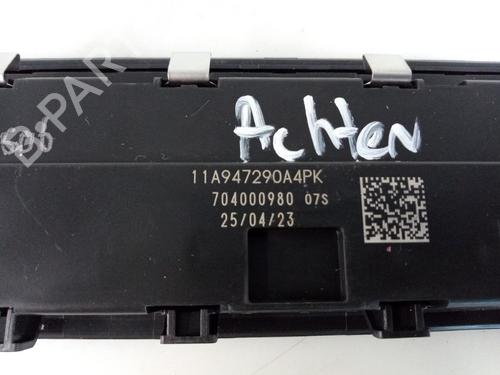 B-PARTS
Achten
11A947290A4PK
704000980 07S
25/04/23